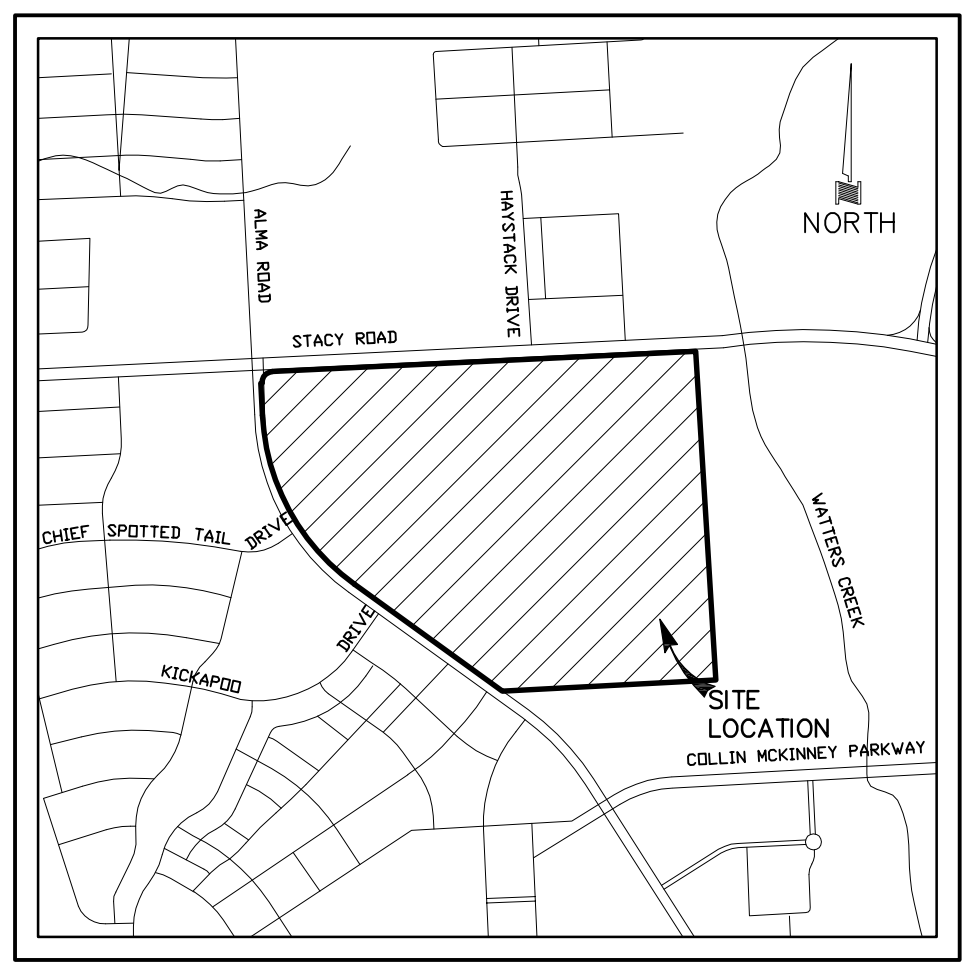 NORTH
ALMA ROAD
HAYSTACK DRIVE
STACY ROAD
CHIEF SPOTTED TAIL DRIVE
WATTERS CREEK
KICKAPOO DRIVE
SITE
LOCATION
COLLIN MCKINNEY PARKWAY